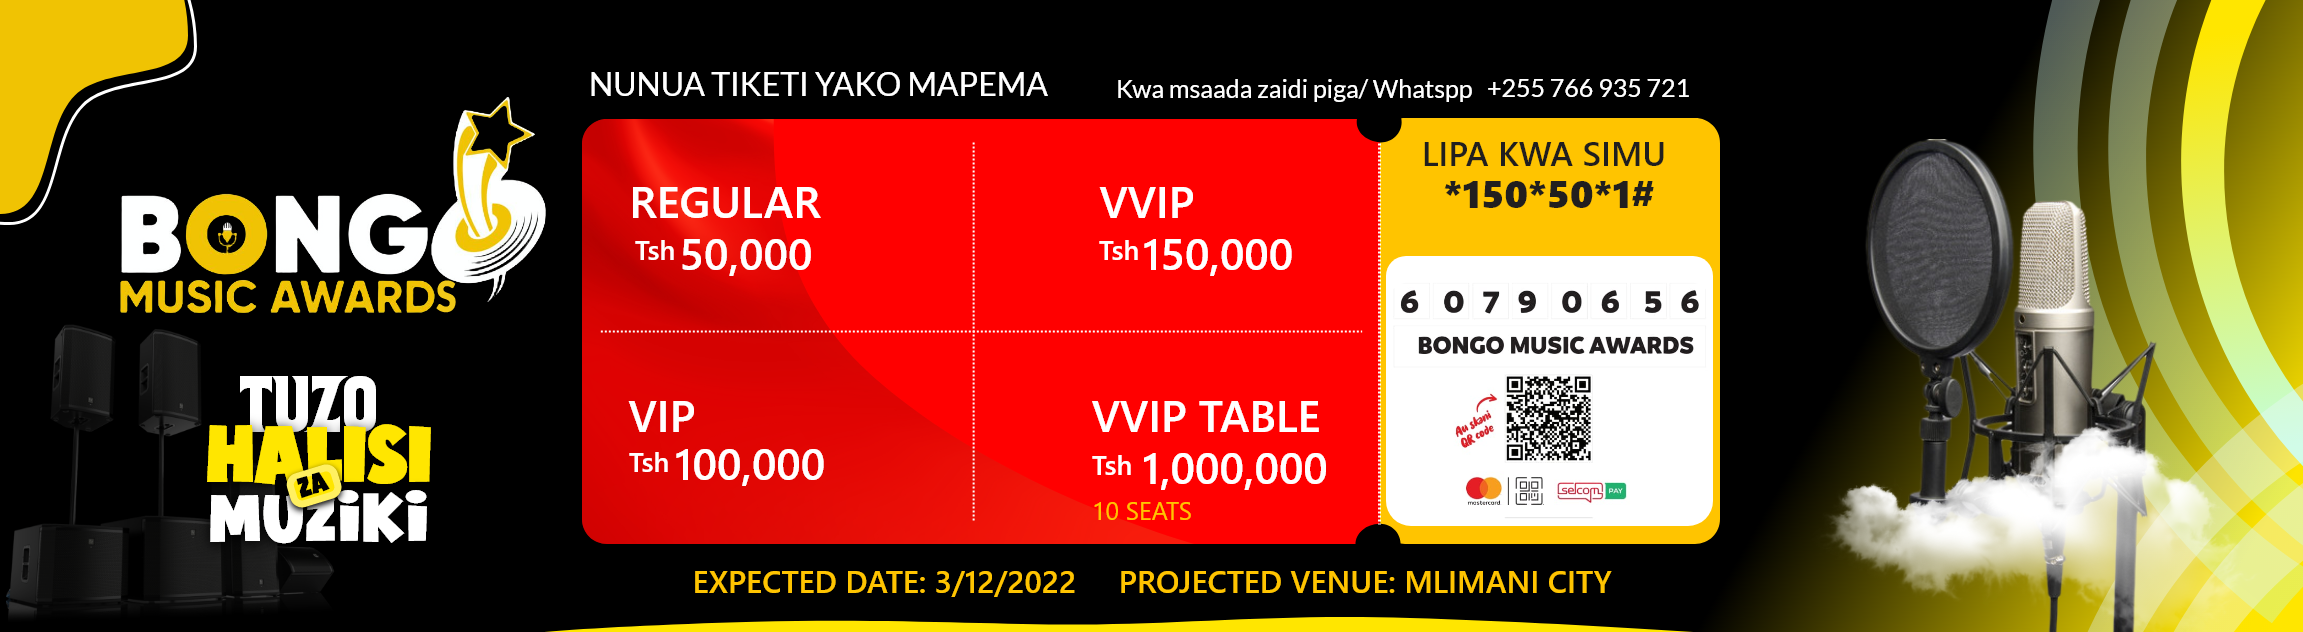 NUNUA TIKETI YAKO MAPEMA
Kwa msaada zaidi piga/ Whatspp +255 766 935 721
BONGO
MUSIC AWARDS
TUZO
HALISI
ZA
MUZIKI
REGULAR
Tsh 50,000
VVIP
Tsh 150,000
VIP
Tsh 100,000
VVIP TABLE
Tsh 1,000,000
10 SEATS
LIPA KWA SIMU
*150*50*1#
6 0 7 9 0 6 5 6
BONGO MUSIC AWARDS
Au skani
QR code
mastercard
selcom PAY
EXPECTED DATE: 3/12/2022
PROJECTED VENUE: MLIMANI CITY